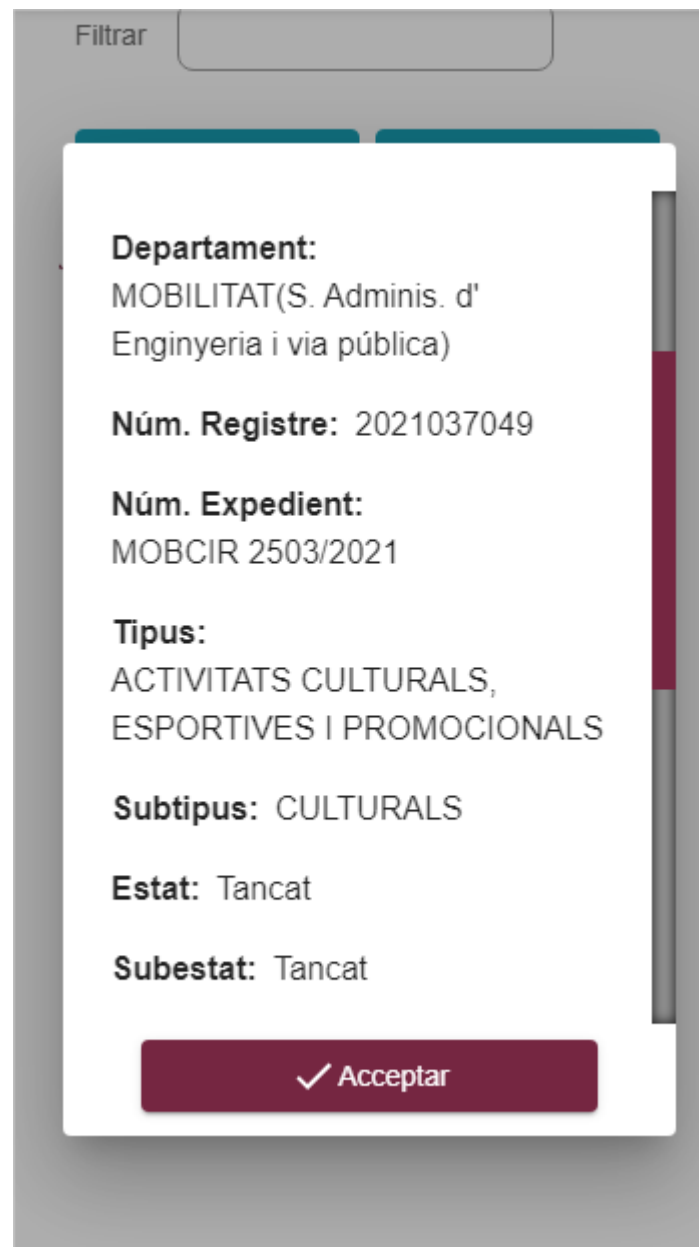 Filtrar
Departament:
MOBILITAT(S. Adminis. d'
Enginyeria i via pública)
Núm. Registre: 2021037049
Núm. Expedient:
MOBCIR 2503/2021
Tipus:
ACTIVITATS CULTURALS,
ESPORTIVES I PROMOCIONALS
Subtipus: CULTURALS
Estat: Tancat
Subestat: Tancat
Acceptar